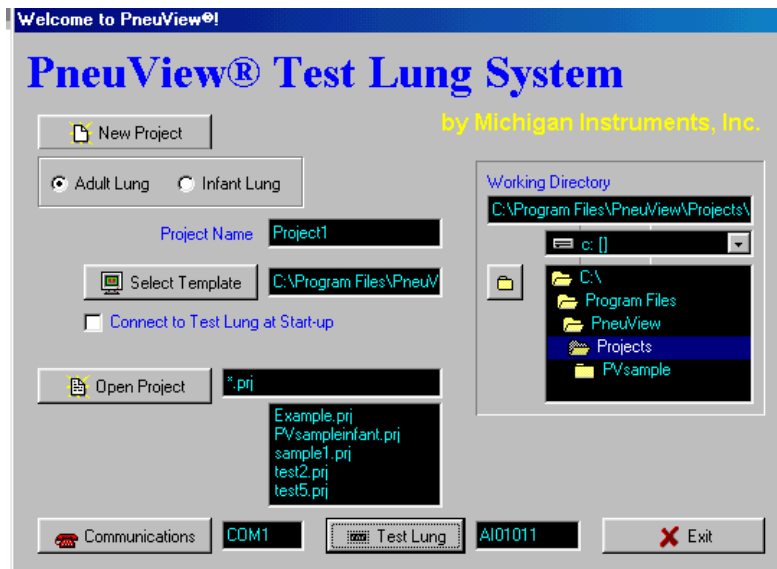 Welcome to PneuView®!
PneuView® Test Lung System
by Michigan Instruments, Inc.
New Project
Adult Lung
Infant Lung
Project Name
Project1
Select Template
C:\Program Files\PneuV
Connect to Test Lung at Start-up
Working Directory
C:\Program Files\PneuView\Projects\
c: []
C:\
Program Files
PneuView
Projects
PVsample
Open Project
*.prj
Example.prj
PVsampleinfant.prj
sample1.prj
test2.prj
test5.prj
Communications
COM1
Test Lung
AI01011
Exit